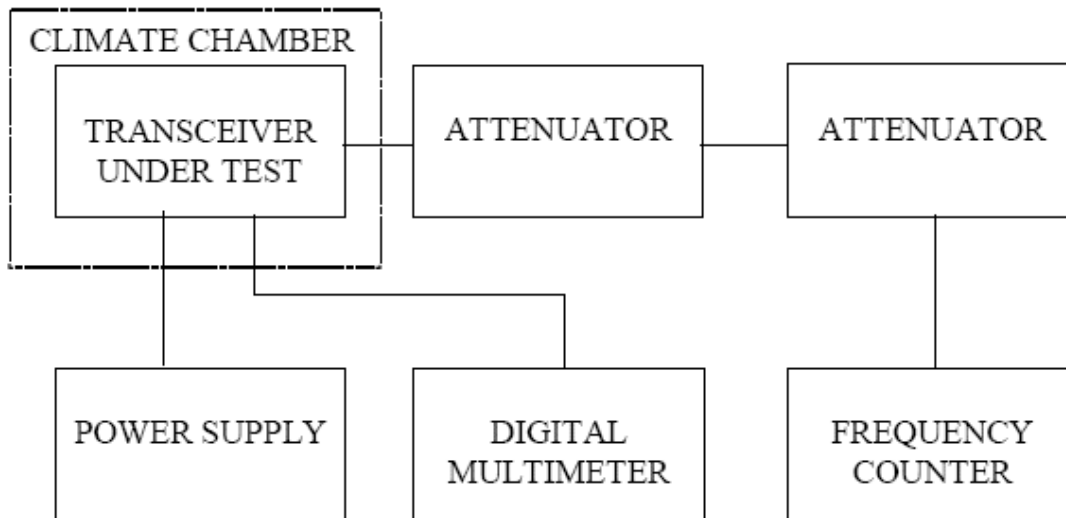 CLIMATE CHAMBER
TRANSCEIVER
UNDER TEST
ATTENUATOR
ATTENUATOR
POWER SUPPLY
DIGITAL
MULTIMETER
FREQUENCY
COUNTER